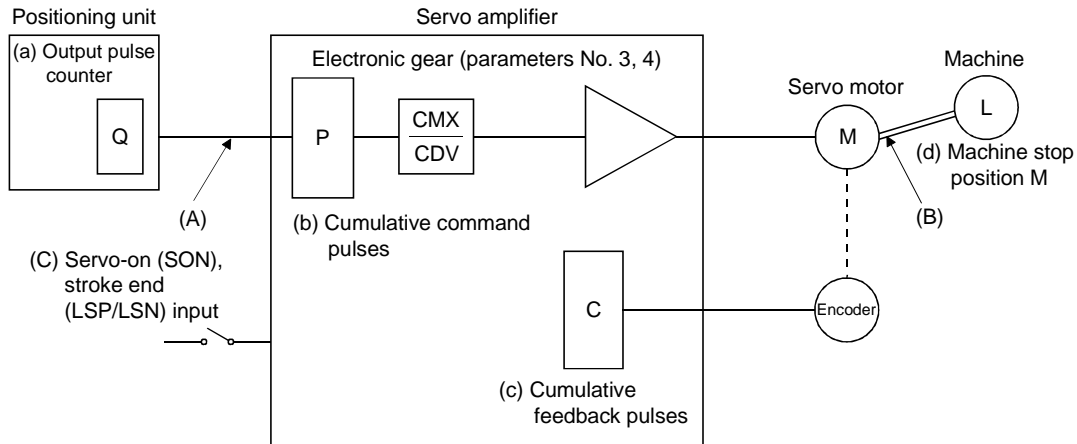 Positioning unit
(a) Output pulse
counter
Q
(A)
(C) Servo-on (SON),
stroke end
(LSP/LSN) input
Servo amplifier
Electronic gear (parameters No. 3, 4)
P
CMX
CDV
(b) Cumulative command
pulses
C
(c) Cumulative
feedback pulses
Servo motor
M
Encoder
Machine
L
(d) Machine stop
position M
(B)